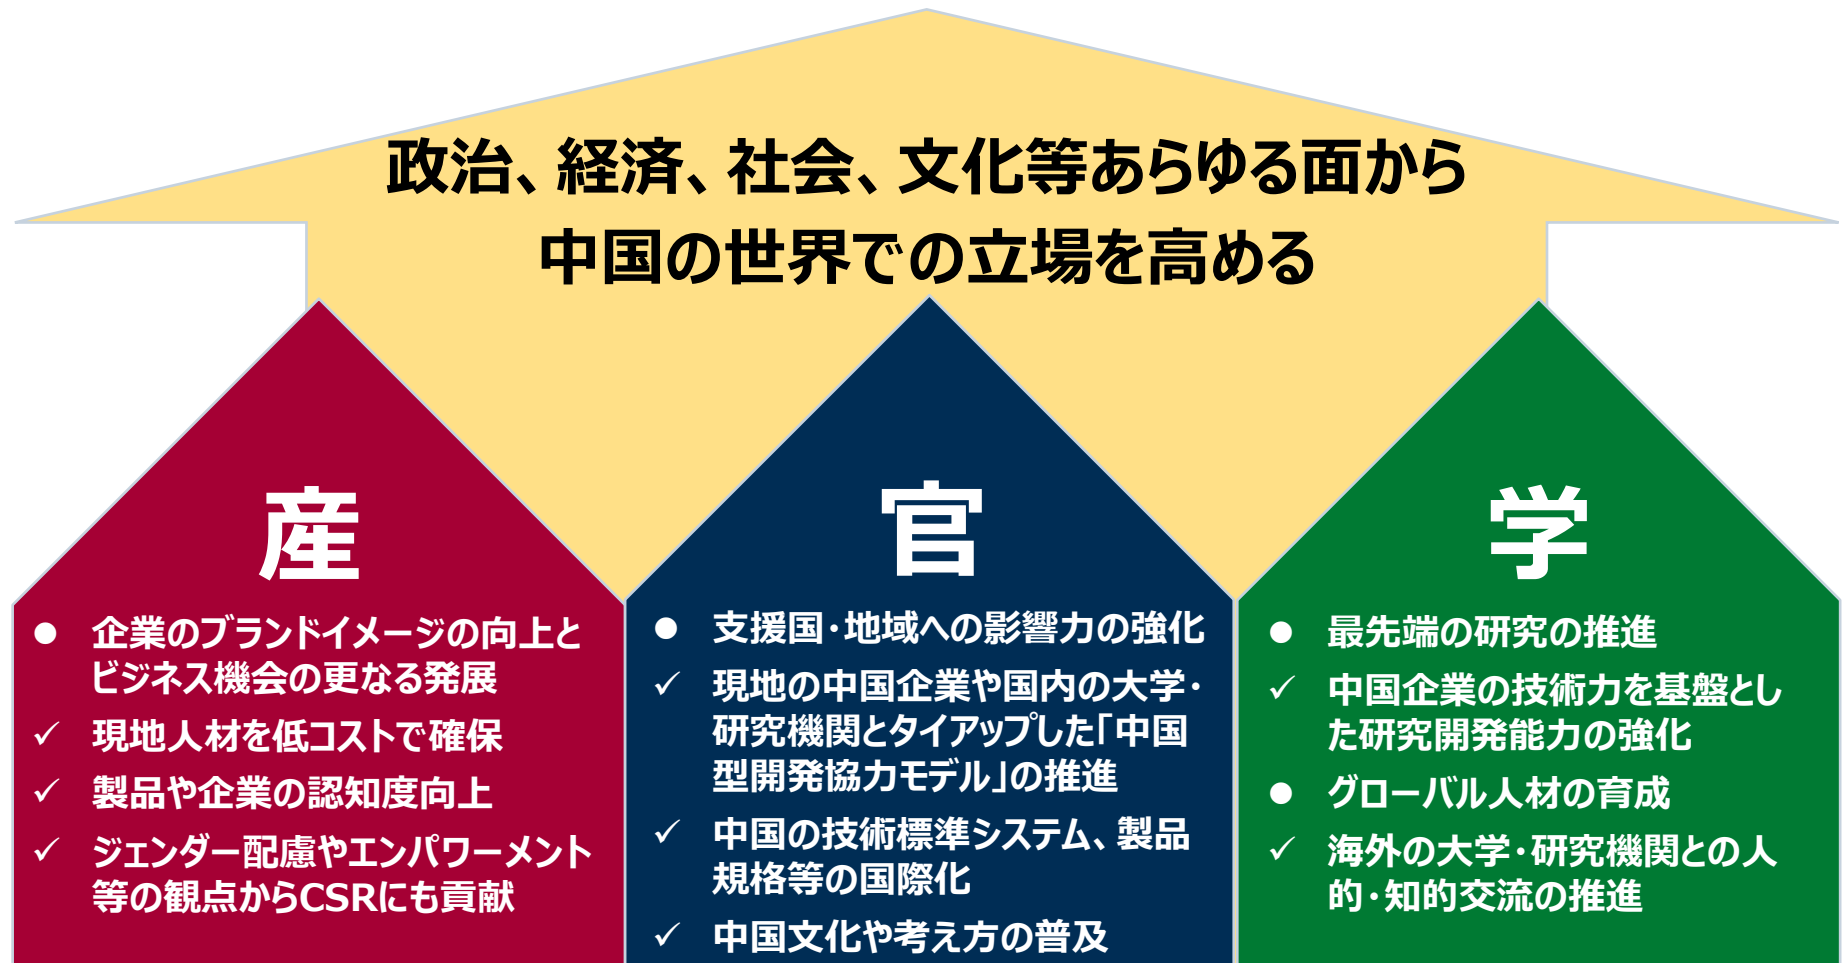 政治、経済、社会、文化等あらゆる面から
中国の世界での立場を高める
産
● 企業のブランドイメージの向上と
ビジネス機会の更なる発展
✓ 現地人材を低コストで確保
✓ 製品や企業の認知度向上
✓ ジェンダー配慮やエンパワーメント
等の観点からCSRにも貢献
官
● 支援国・地域への影響力の強化
✓ 現地の中国企業や国内の大学・
研究機関とタイアップした「中国
型開発協力モデル」の推進
✓ 中国の技術標準システム、製品
規格等の国際化
✓ 中国文化や考え方の普及
学
● 最先端の研究の推進
✓ 中国企業の技術力を基盤とし
た研究開発能力の強化
● グローバル人材の育成
✓ 海外の大学・研究機関との人
的・知的交流の推進